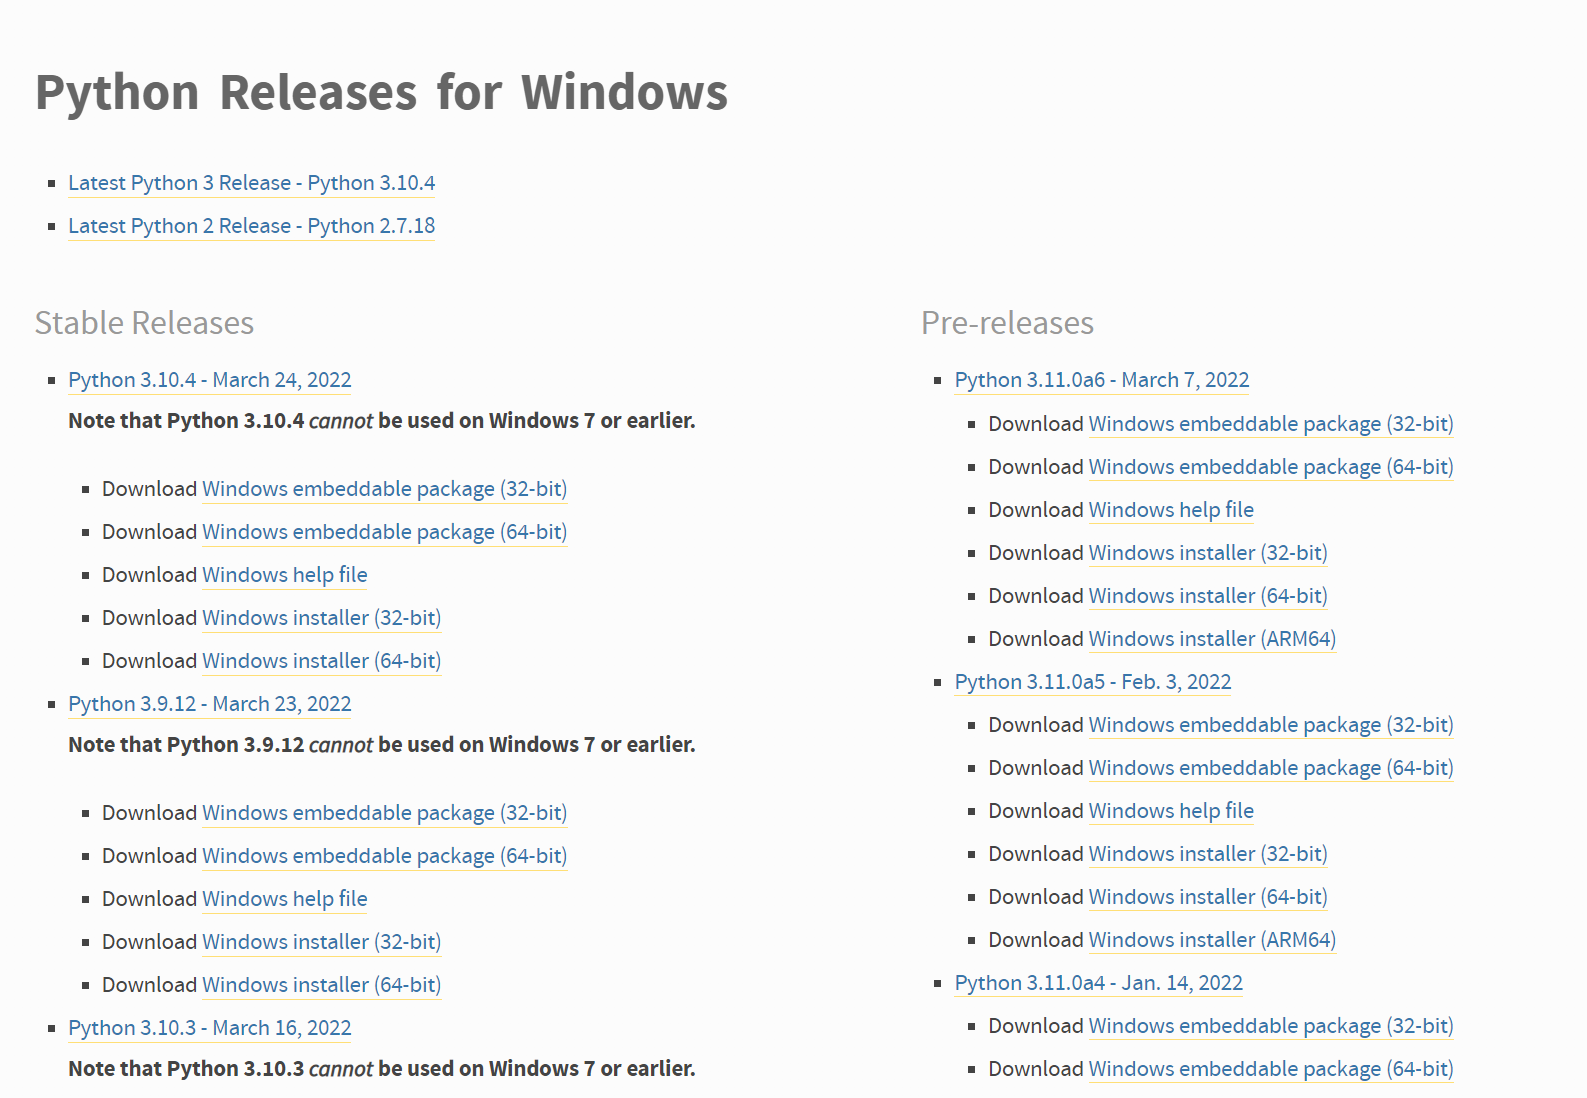 Python Releases for Windows
Latest Python 3 Release - Python 3.10.4
Latest Python 2 Release - Python 2.7.18
Stable Releases
Python 3.10.4 - March 24, 2022
Note that Python 3.10.4 cannot be used on Windows 7 or earlier.
Download Windows embeddable package (32-bit)
Download Windows embeddable package (64-bit)
Download Windows help file
Download Windows installer (32-bit)
Download Windows installer (64-bit)
Python 3.9.12 - March 23, 2022
Note that Python 3.9.12 cannot be used on Windows 7 or earlier.
Download Windows embeddable package (32-bit)
Download Windows embeddable package (64-bit)
Download Windows help file
Download Windows installer (32-bit)
Download Windows installer (64-bit)
Python 3.10.3 - March 16, 2022
Note that Python 3.10.3 cannot be used on Windows 7 or earlier.
Pre-releases
Python 3.11.0a6 - March 7, 2022
Download Windows embeddable package (32-bit)
Download Windows embeddable package (64-bit)
Download Windows help file
Download Windows installer (32-bit)
Download Windows installer (64-bit)
Download Windows installer (ARM64)
Python 3.11.0a5 - Feb. 3, 2022
Download Windows embeddable package (32-bit)
Download Windows embeddable package (64-bit)
Download Windows help file
Download Windows installer (32-bit)
Download Windows installer (64-bit)
Download Windows installer (ARM64)
Python 3.11.0a4 - Jan. 14, 2022
Download Windows embeddable package (32-bit)
Download Windows embeddable package (64-bit)